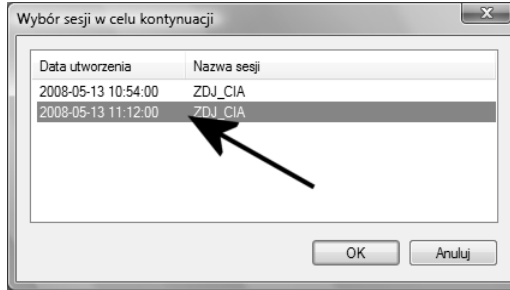 Wybór sesji w celu kontynuacji
Data utworzenia Nazwa sesji
2008-05-13 10:54:00 ZDJ_CIA
2008-05-13 11:12:00 ZDJ_CIA
OK Anuluj